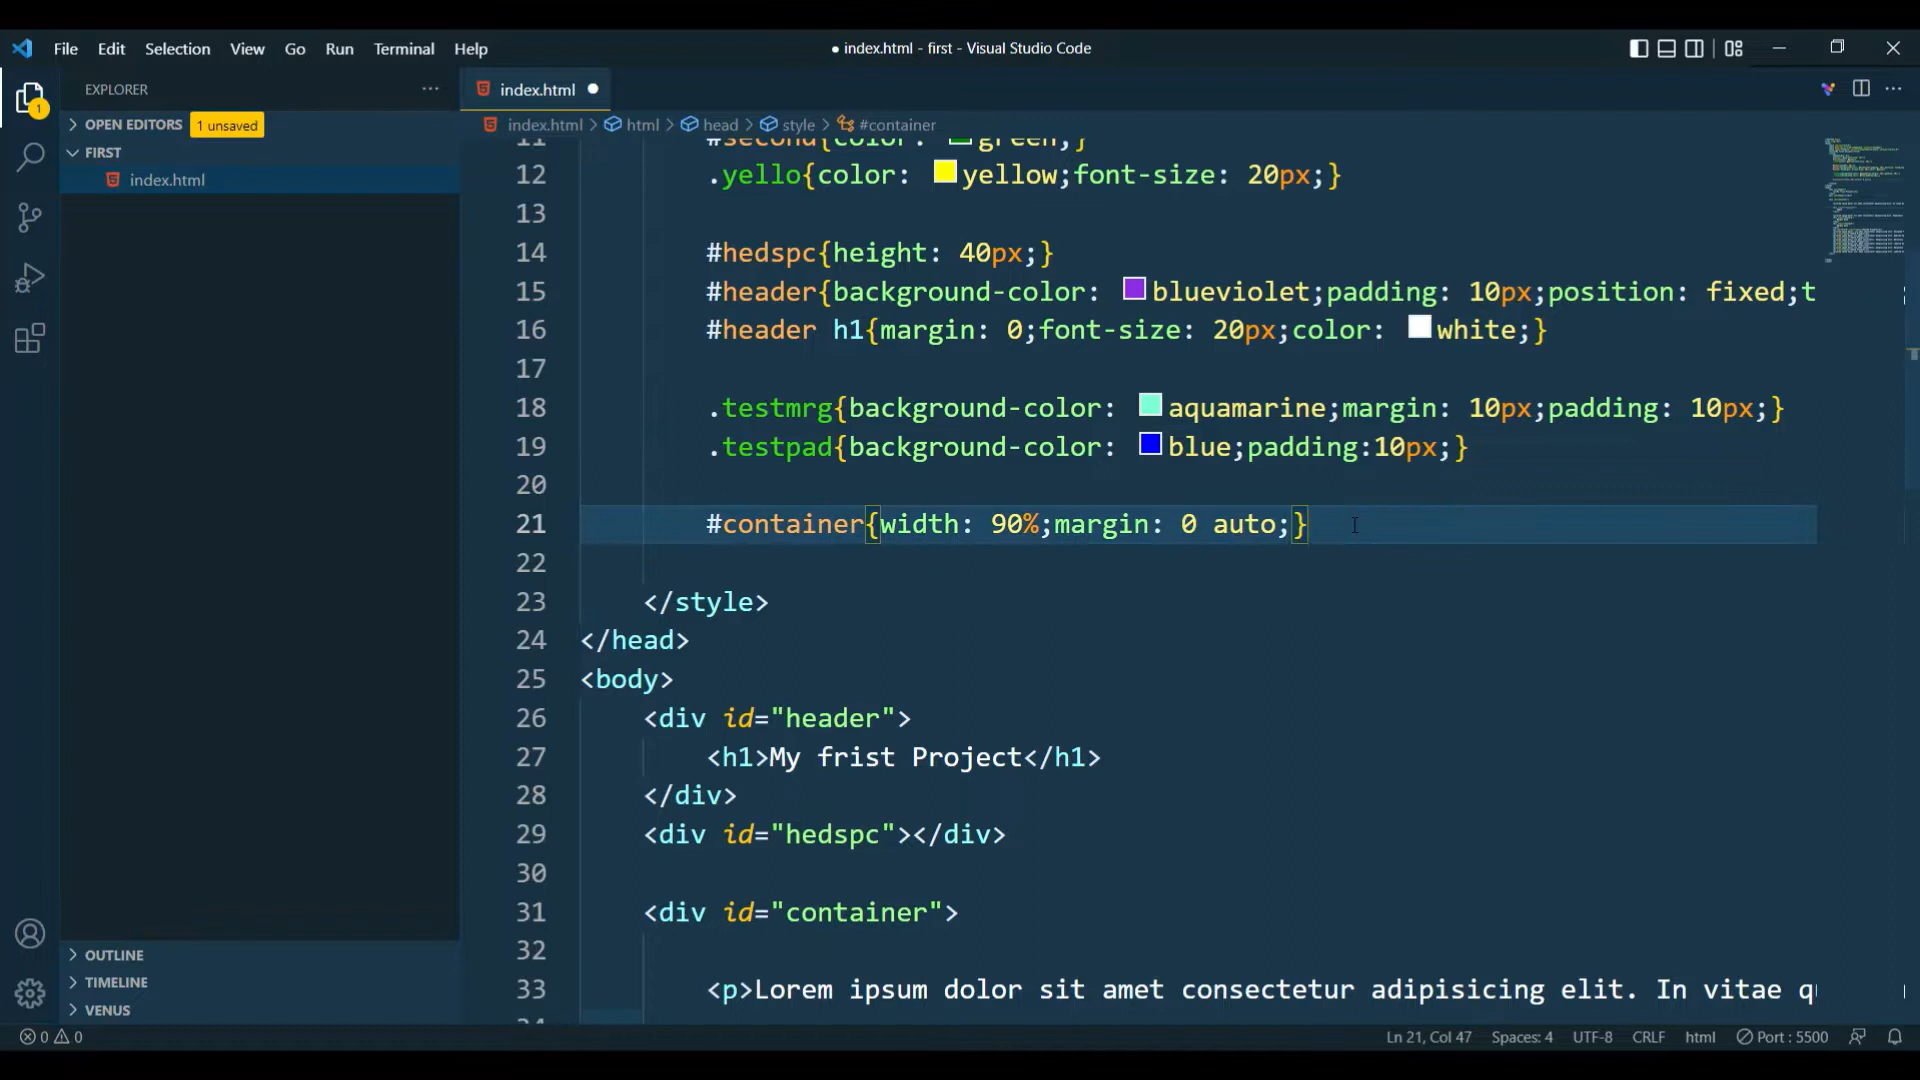 File Edit Selection View Go Run Terminal Help
● index.html - first - Visual Studio Code
EXPLORER
OPEN EDITORS 1 unsaved
FIRST
index.html
OUTLINE
TIMELINE
VENUS
1
index.html
index.html > html > head > style > #container
11 #second{color: green;}
12 .yello{color: yellow;font-size: 20px;}
13
14 #hedspc{height: 40px;}
15 #header{background-color: blueviolet;padding: 10px;position: fixed;t
16 #header h1{margin: 0;font-size: 20px;color: white;}
17
18 .testmrg{background-color: aquamarine;margin: 10px;padding: 10px;}
19 .testpad{background-color: blue;padding:10px;}
20
21 #container{width: 90%;margin: 0 auto;}
22
23 </style>
24 </head>
25 <body>
26 <div id="header">
27 <h1>My frist Project</h1>
28 </div>
29 <div id="hedspc"></div>
30
31 <div id="container">
32
33 <p>Lorem ipsum dolor sit amet consectetur adipisicing elit. In vitae q
0 0 Ln 21, Col 47 Spaces: 4 UTF-8 CRLF html Port : 5500